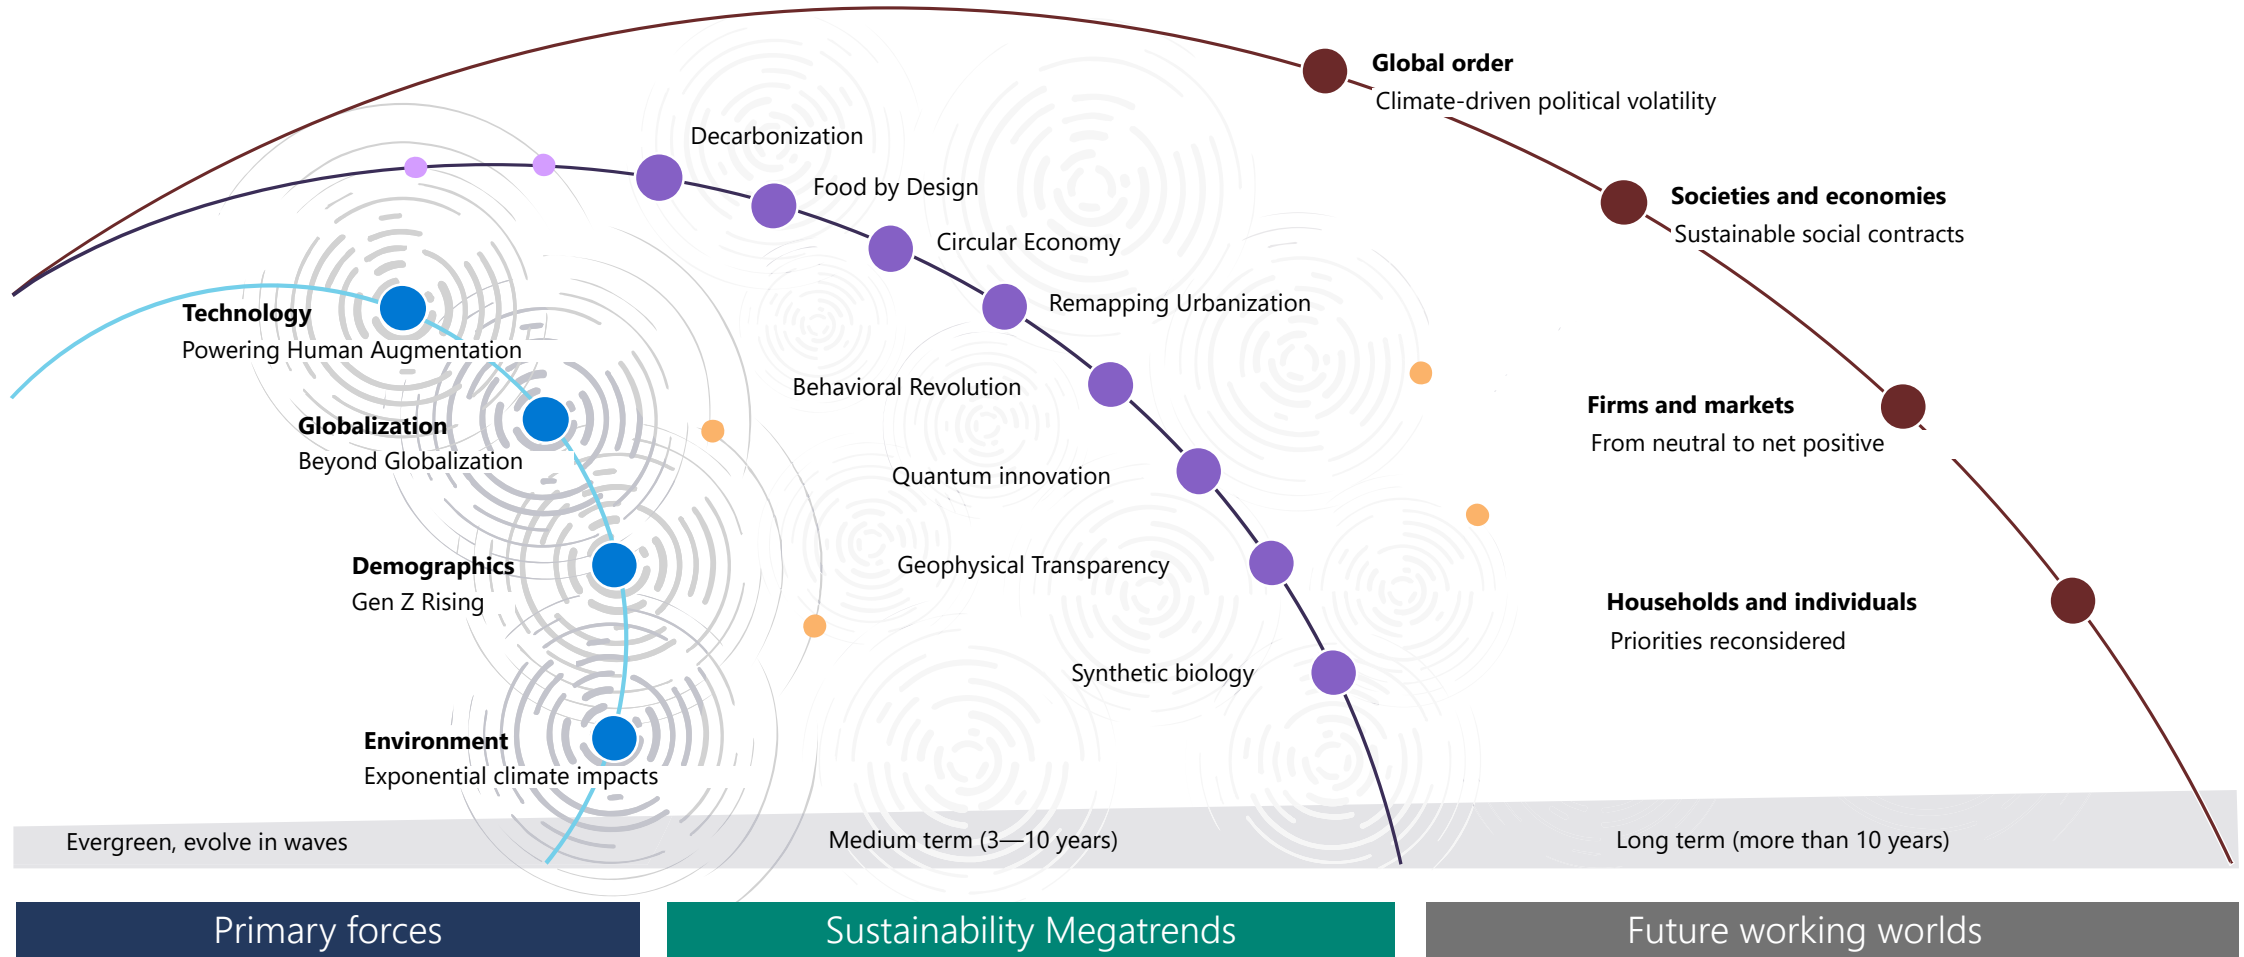 Global order
Climate-driven political volatility
Decarbonization
Food by Design
Societies and economies
Sustainable social contracts
Circular Economy
Remapping Urbanization
Technology
Powering Human Augmentation
Behavioral Revolution
Firms and markets
From neutral to net positive
Globalization
Beyond Globalization
Quantum innovation
Demographics
Gen Z Rising
Geophysical Transparency
Households and individuals
Priorities reconsidered
Synthetic biology
Environment
Exponential climate impacts
Evergreen, evolve in waves
Medium term (3—10 years)
Long term (more than 10 years)
Primary forces
Sustainability Megatrends
Future working worlds